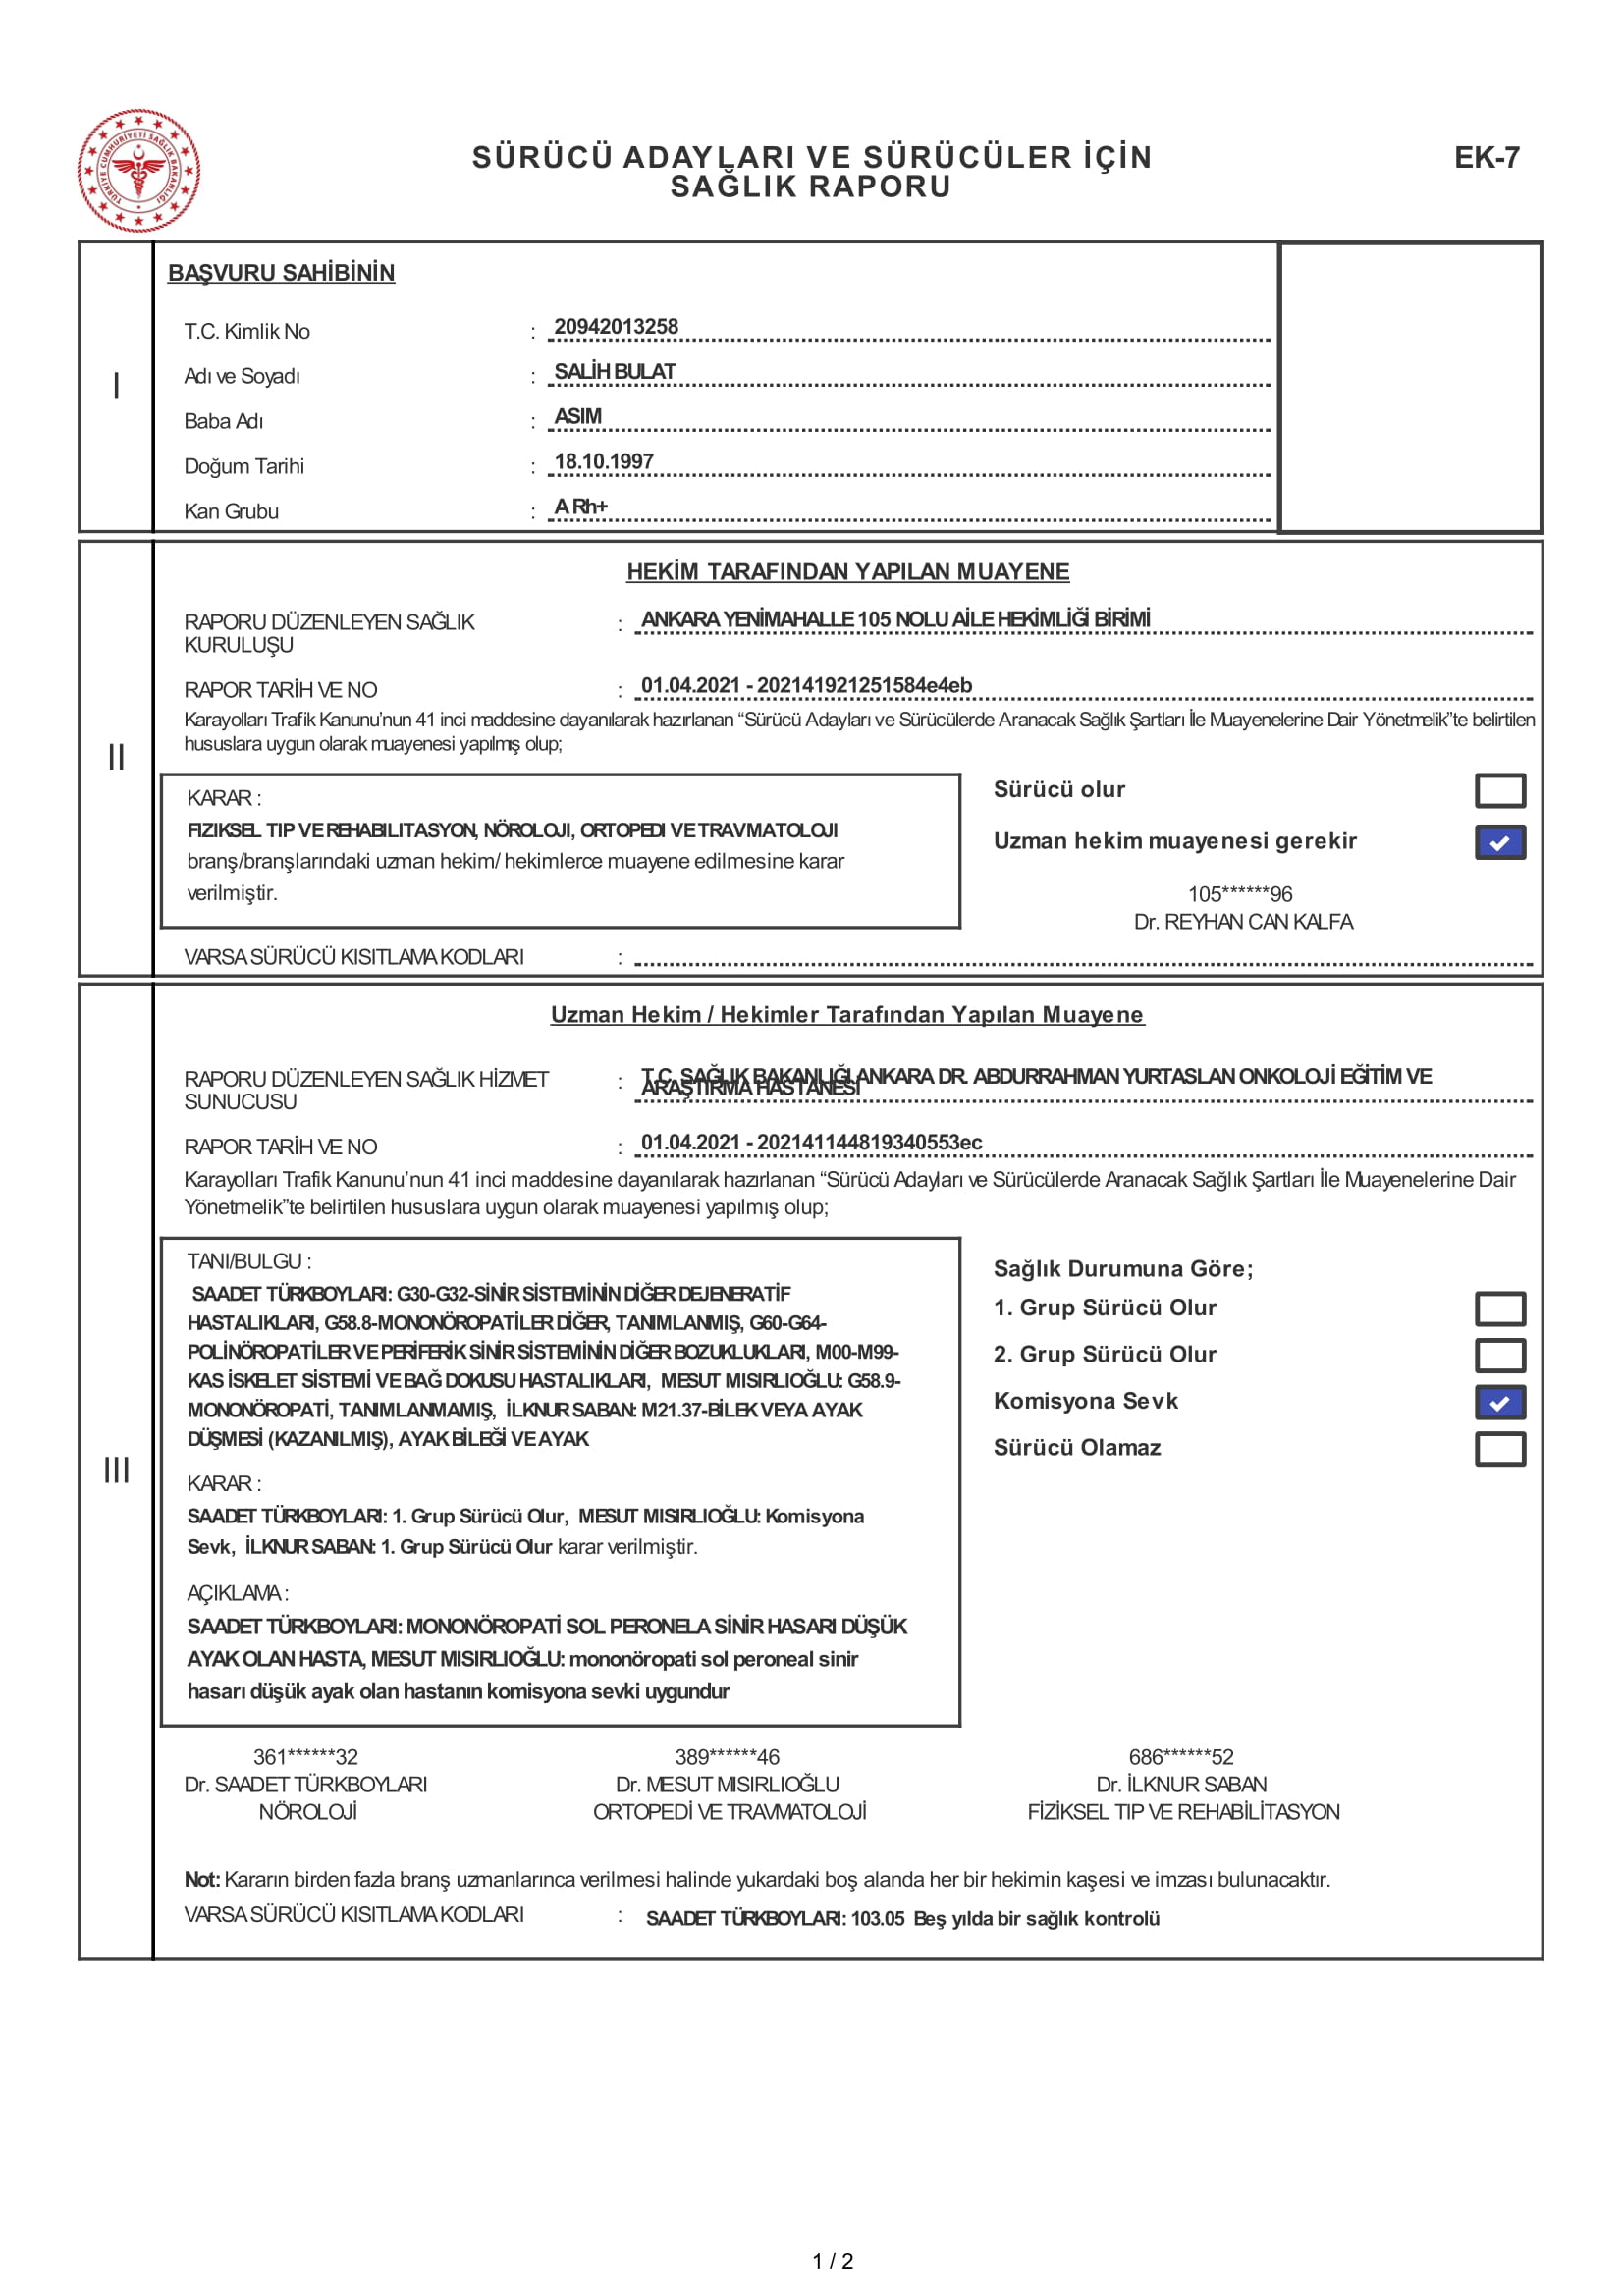 TÜRKİYE CUMHURİYETİ SAĞLIK BAKANLIĞI
SÜRÜCÜ ADAYLARI VE SÜRÜCÜLER İÇİN
SAĞLIK RAPORU
EK-7
I
BAŞVURU SAHİBİNİN
T.C. Kimlik No : 20942013258
Adı ve Soyadı : SALİH BULAT
Baba Adı : ASIM
Doğum Tarihi : 18.10.1997
Kan Grubu : A Rh+
II
HEKİM TARAFINDAN YAPILAN MUAYENE
RAPORU DÜZENLEYEN SAĞLIK
KURULUŞU : ANKARA YENİMAHALLE 105 NOLU AİLE HEKİMLİĞİ BİRİMİ
RAPOR TARİH VE NO : 01.04.2021 - 202141921251584e4eb
Karayolları Trafik Kanunu'nun 41 inci maddesine dayanılarak hazırlanan “Sürücü Adayları ve Sürücülerde Aranacak Sağlık Şartları İle Muayenelerine Dair Yönetmelik”te belirtilen
hususlara uygun olarak muayenesi yapılmış olup;
KARAR :
FIZIKSEL TIP VE REHABILITASYON, NÖROLOJI, ORTOPEDI VE TRAVMATOLOJI
branş/branşlarındaki uzman hekim/ hekimlerce muayene edilmesine karar
verilmiştir.
Sürücü olur
Uzman hekim muayenesi gerekir
105******96
Dr. REYHAN CAN KALFA
VARSA SÜRÜCÜ KISITLAMA KODLARI :
III
Uzman Hekim / Hekimler Tarafından Yapılan Muayene
RAPORU DÜZENLEYEN SAĞLIK HİZMET
SUNUCUSU : T.C. SAĞLIK BAKANLIĞI ANKARA DR. ABDURRAHMAN YURTASLAN ONKOLOJİ EĞİTİM VE
ARAŞTIRMA HASTANESİ
RAPOR TARİH VE NO : 01.04.2021 - 202141144819340553ec
Karayolları Trafik Kanunu'nun 41 inci maddesine dayanılarak hazırlanan “Sürücü Adayları ve Sürücülerde Aranacak Sağlık Şartları İle Muayenelerine Dair
Yönetmelik”te belirtilen hususlara uygun olarak muayenesi yapılmış olup;
TANI/BULGU :
SAADET TÜRKBOYLARI: G30-G32-SİNİR SİSTEMİNİN DİĞER DEJENERATİF
HASTALIKLARI, G58.8-MONONÖROPATİLER DİĞER, TANIMLANMIŞ, G60-G64-
POLİNÖROPATİLER VE PERİFERİK SİNİR SİSTEMİNİN DİĞER BOZUKLUKLARI, M00-M99-
KAS İSKELET SİSTEMİ VE BAĞ DOKUSU HASTALIKLARI, MESUT MISIRLIOĞLU: G58.9-
MONONÖROPATİ, TANIMLANMAMIŞ, İLKNUR SABAN: M21.37-BİLEK VEYA AYAK
DÜŞMESİ (KAZANILMIŞ), AYAK BİLEĞİ VE AYAK
KARAR :
SAADET TÜRKBOYLARI: 1. Grup Sürücü Olur, MESUT MISIRLIOĞLU: Komisyona
Sevk, İLKNUR SABAN: 1. Grup Sürücü Olur karar verilmiştir.
AÇIKLAMA :
SAADET TÜRKBOYLARI: MONONÖROPATİ SOL PERONELA SİNİR HASARI DÜŞÜK
AYAK OLAN HASTA, MESUT MISIRLIOĞLU: mononöropati sol peroneal sinir
hasarı düşük ayak olan hastanın komisyona sevki uygundur
Sağlık Durumuna Göre;
1. Grup Sürücü Olur
2. Grup Sürücü Olur
Komisyona Sevk
Sürücü Olamaz
361******32
Dr. SAADET TÜRKBOYLARI
NÖROLOJİ
389******46
Dr. MESUT MISIRLIOĞLU
ORTOPEDİ VE TRAVMATOLOJİ
686******52
Dr. İLKNUR SABAN
FİZİKSEL TIP VE REHABİLİTASYON
Not: Kararın birden fazla branş uzmanlarınca verilmesi halinde yukardaki boş alanda her bir hekimin kaşesi ve imzası bulunacaktır.
VARSA SÜRÜCÜ KISITLAMA KODLARI : SAADET TÜRKBOYLARI: 103.05 Beş yılda bir sağlık kontrolü
1 / 2